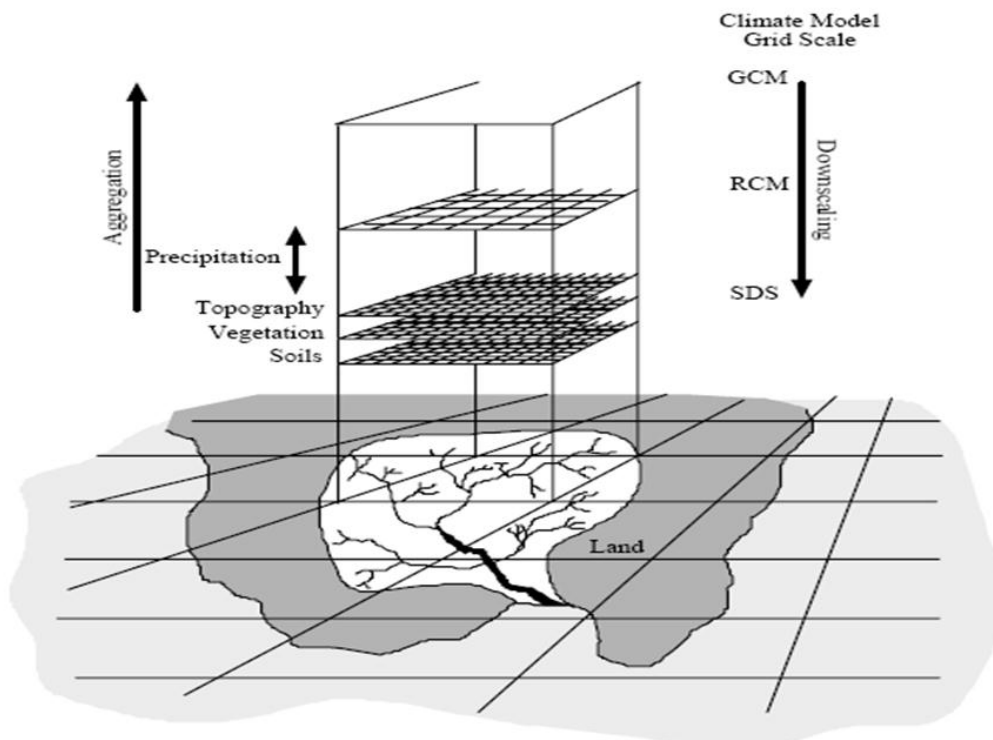 Climate Model
Grid Scale
GCM
Aggregation
RCM
Downscaling
Precipitation
SDS
Topography
Vegetation
Soils
Land